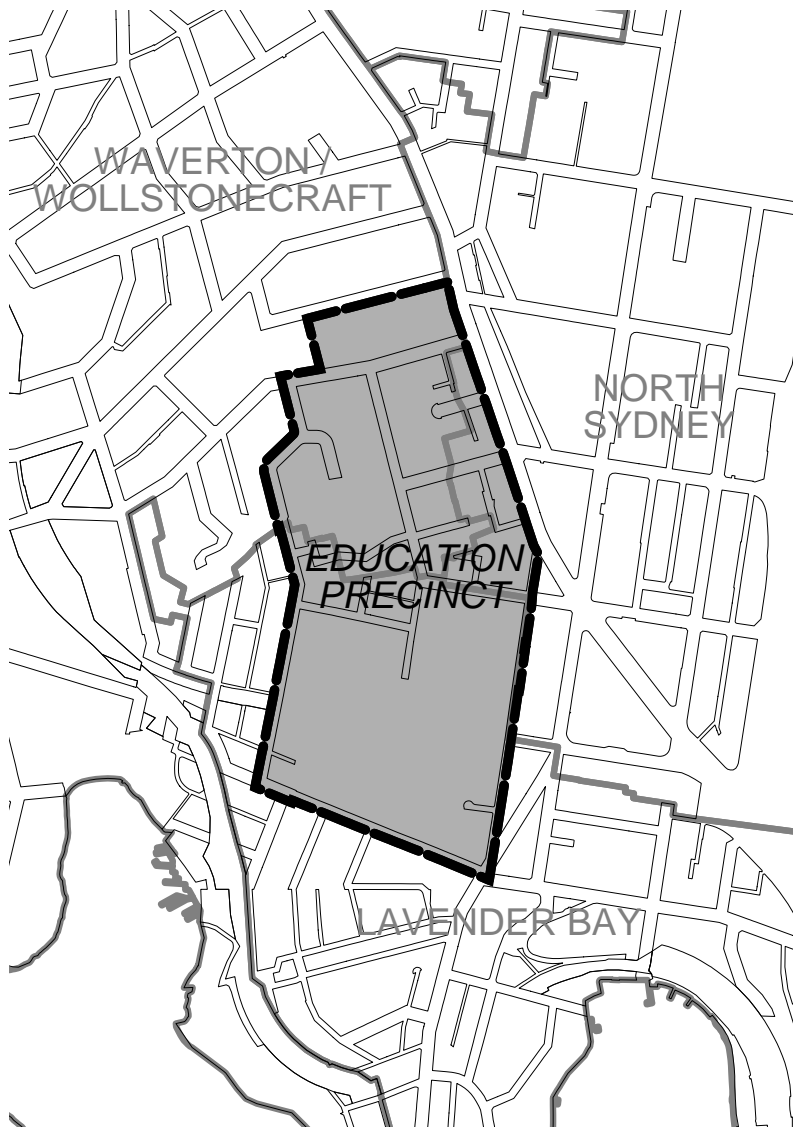 WAVERTON /
WOLLSTONECRAFT
NORTH
SYDNEY
EDUCATION
PRECINCT
LAVENDER BAY